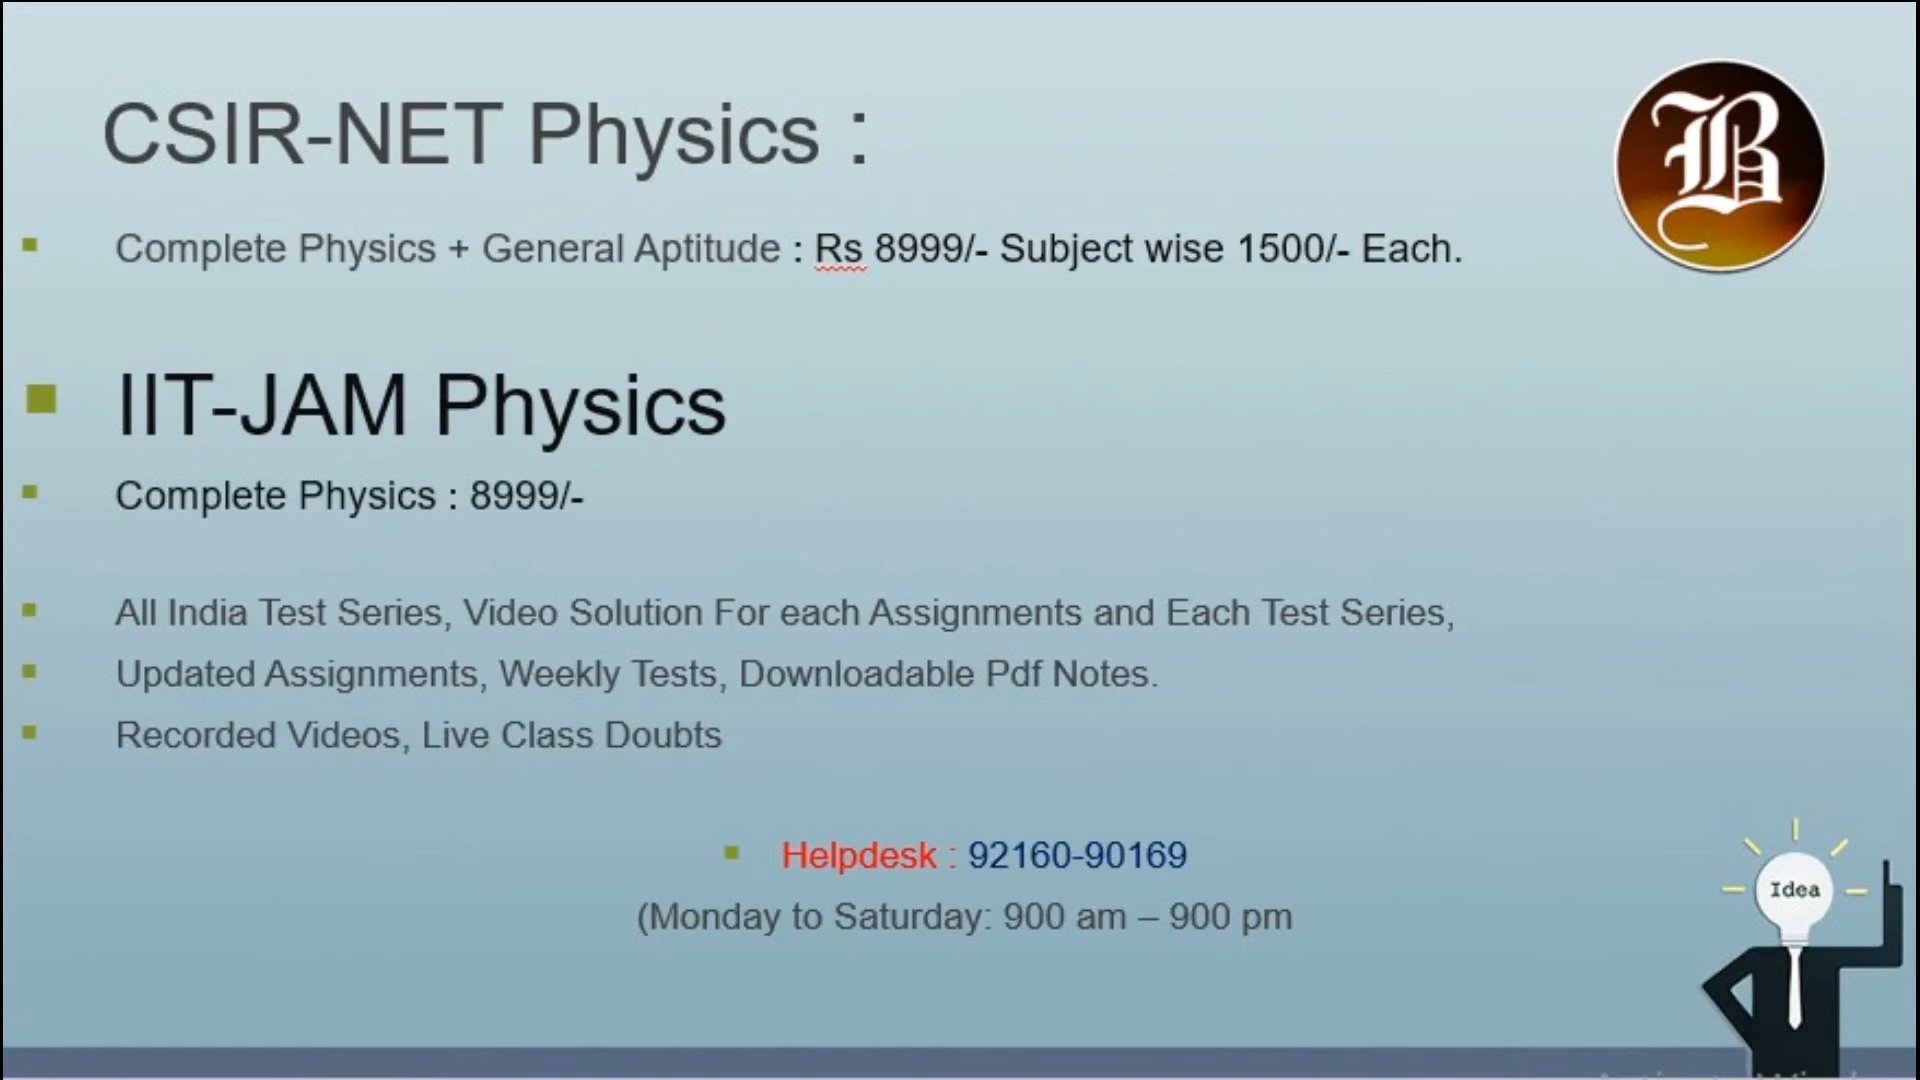 CSIR-NET Physics :
Complete Physics + General Aptitude : Rs 8999/- Subject wise 1500/- Each.
IIT-JAM Physics
Complete Physics : 8999/-
All India Test Series, Video Solution For each Assignments and Each Test Series,
Updated Assignments, Weekly Tests, Downloadable Pdf Notes.
Recorded Videos, Live Class Doubts
Helpdesk : 92160-90169
(Monday to Saturday: 900 am – 900 pm
B
Idea